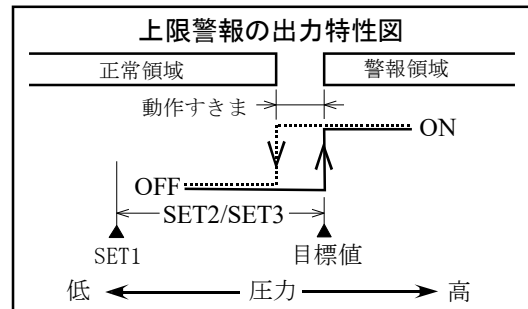 上限警報の出力特性図
正常領域
警報領域
動作すきま
ON
OFF
SET2/SET3
SET1
目標値
低
圧力
高